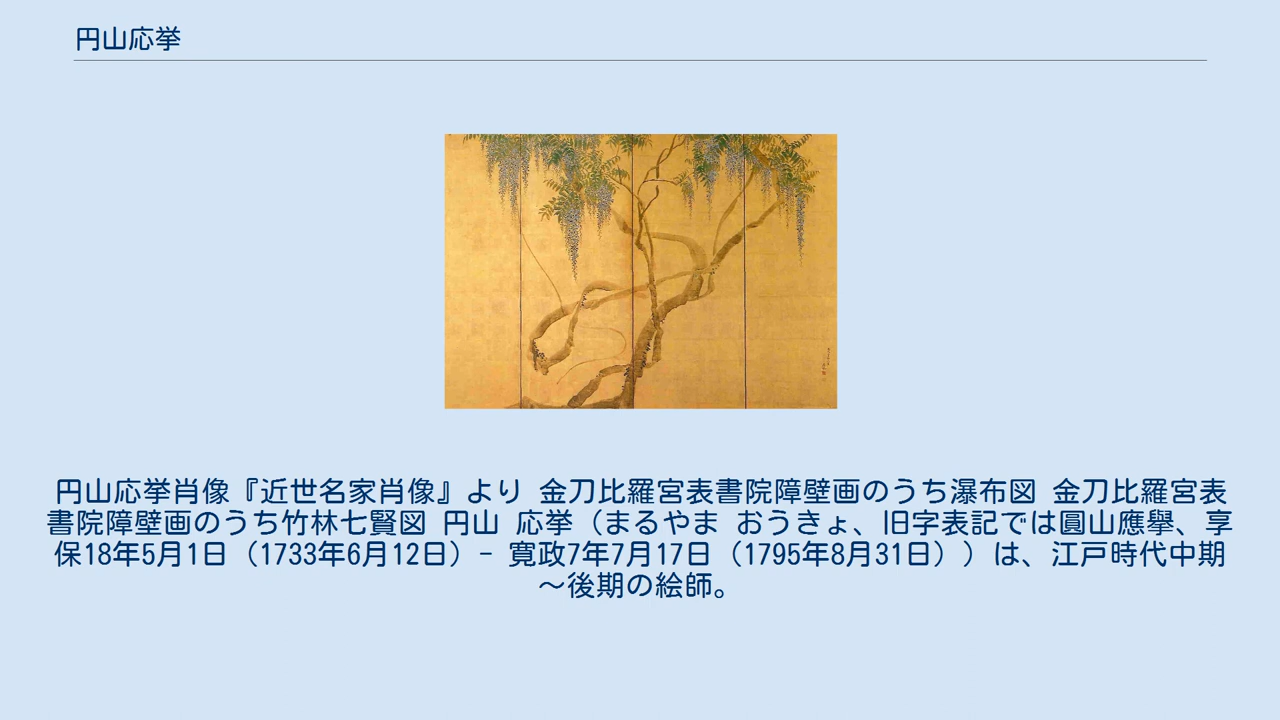 円山応挙
円山応挙肖像『近世名家肖像』より 金刀比羅宮表書院障壁画のうち瀑布図 金刀比羅宮表
書院障壁画のうち竹林七賢図 円山 応挙（まるやま おうきょ、旧字表記では圓山應擧、享
保18年5月1日（1733年6月12日）- 寛政7年7月17日（1795年8月31日））は、江戸時代中期
〜後期の絵師。